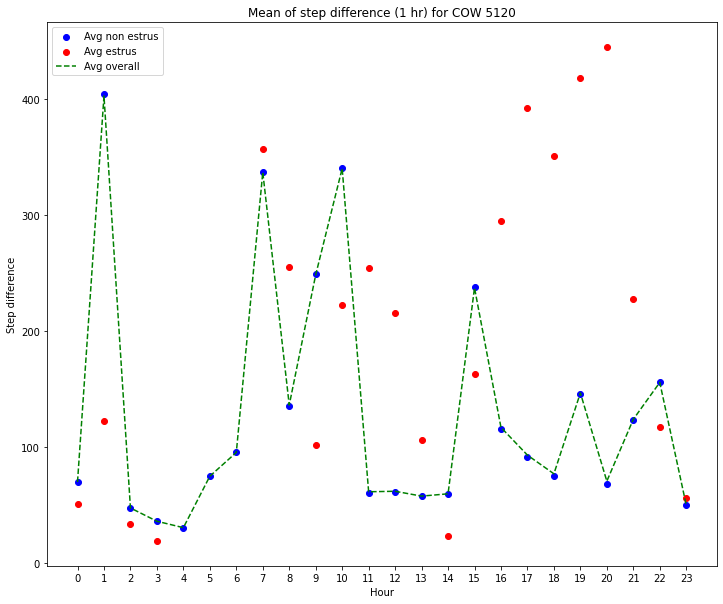 Mean of step difference (1 hr) for COW 5120
Avg non estrus
Avg estrus
Avg overall
400
300
200
100
0
Step difference
0 1 2 3 4 5 6 7 8 9 10 11 12 13 14 15 16 17 18 19 20 21 22 23
Hour